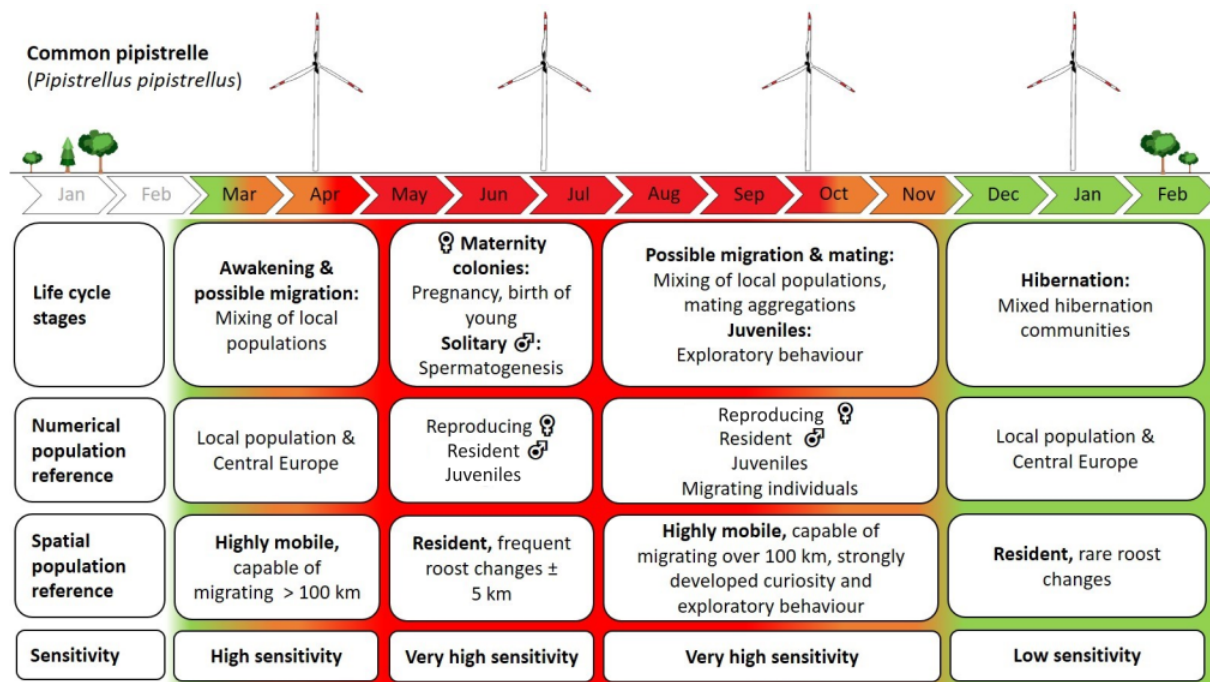 Common pipistrelle
(Pipistrellus pipistrellus)
Jan Feb Mar Apr May Jun Jul Aug Sep Oct Nov Dec Jan Feb
Life cycle
stages
Awakening &
possible migration:
Mixing of local
populations
Maternity
colonies:
Pregnancy, birth of
young
Solitary ♂:
Spermatogenesis
Possible migration & mating:
Mixing of local populations,
mating aggregations
Juveniles:
Exploratory behaviour
Hibernation:
Mixed hibernation
communities
Numerical
population
reference
Local population &
Central Europe
Reproducing ♀
Resident ♂
Juveniles
Reproducing ♀
Resident ♂
Juveniles
Migrating individuals
Local population &
Central Europe
Spatial
population
reference
Highly mobile,
capable of
migrating > 100 km
Resident, frequent
roost changes ±
5 km
Highly mobile, capable of
migrating over 100 km, strongly
developed curiosity and
exploratory behaviour
Resident, rare roost
changes
Sensitivity
High sensitivity
Very high sensitivity
Very high sensitivity
Low sensitivity